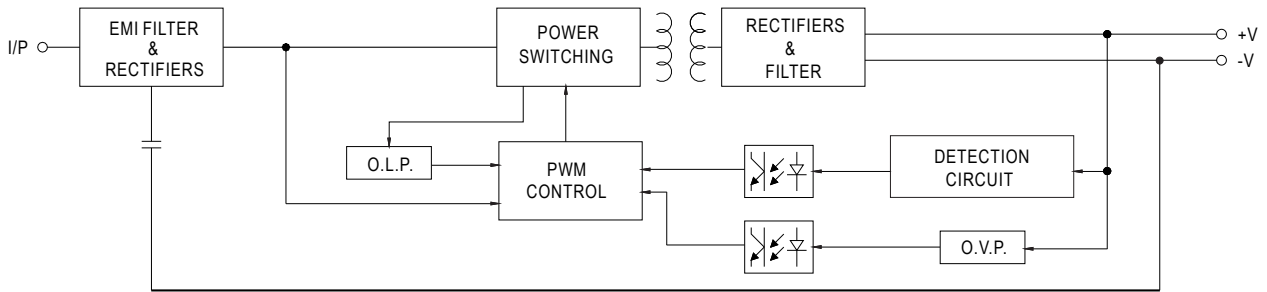 I/P
EMI FILTER
&
RECTIFIERS
POWER
SWITCHING
RECTIFIERS
&
FILTER
+V
-V
O.L.P.
PWM
CONTROL
DETECTION
CIRCUIT
O.V.P.